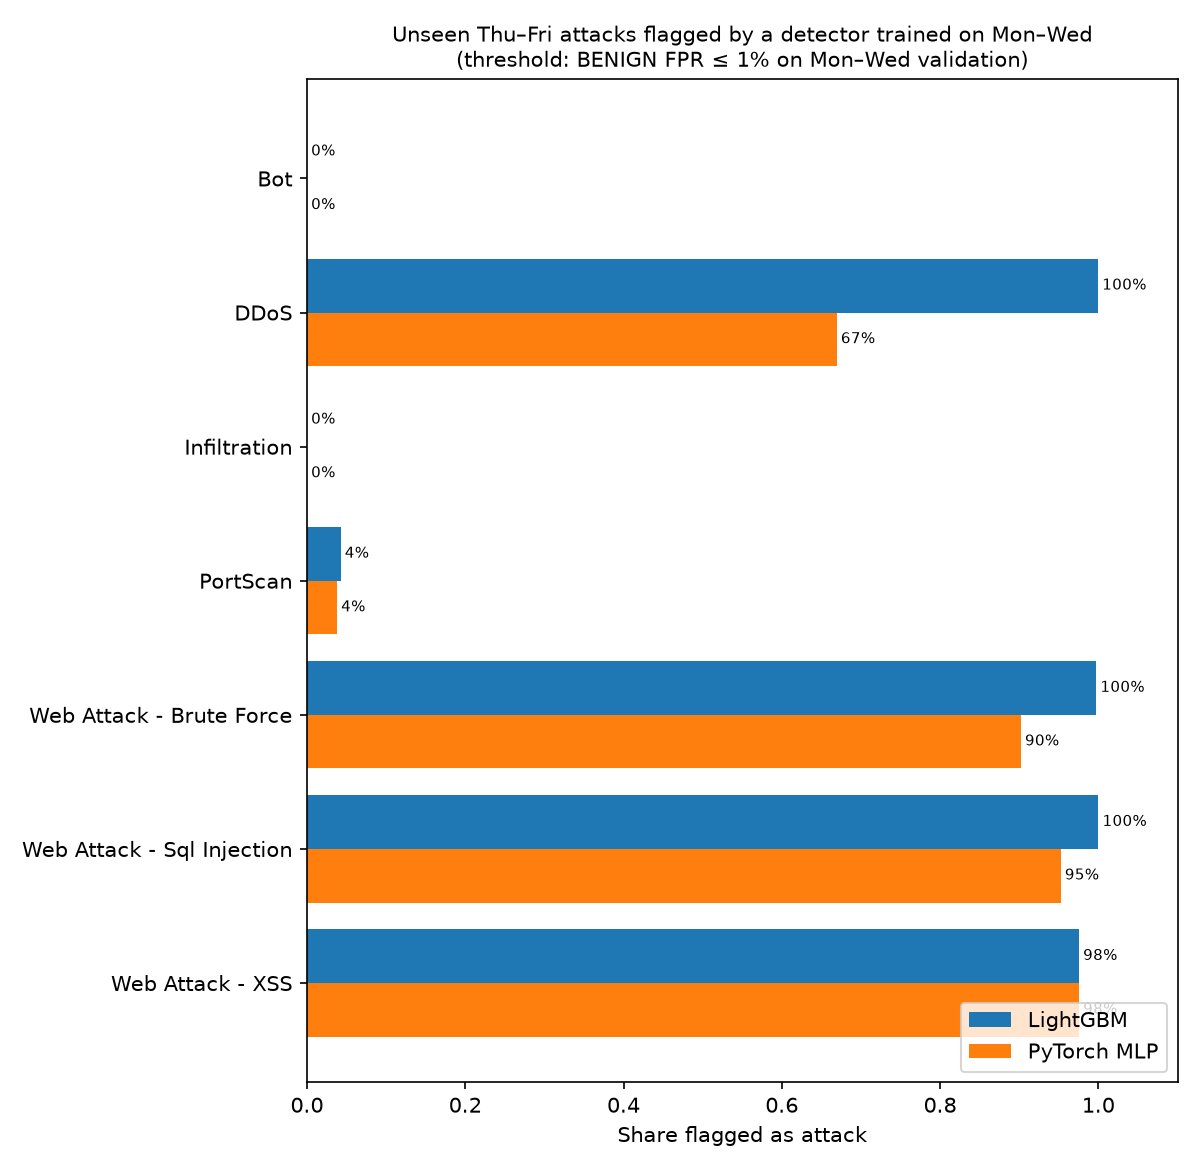 Unseen Thu–Fri attacks flagged by a detector trained on Mon–Wed
(threshold: BENIGN FPR ≤ 1% on Mon–Wed validation)
Bot
0%
0%
DDoS
100%
67%
Infiltration
0%
0%
PortScan
4%
4%
Web Attack - Brute Force
100%
90%
Web Attack - Sql Injection
100%
95%
Web Attack - XSS
98%
98%
LightGBM
PyTorch MLP
0.0 0.2 0.4 0.6 0.8 1.0
Share flagged as attack